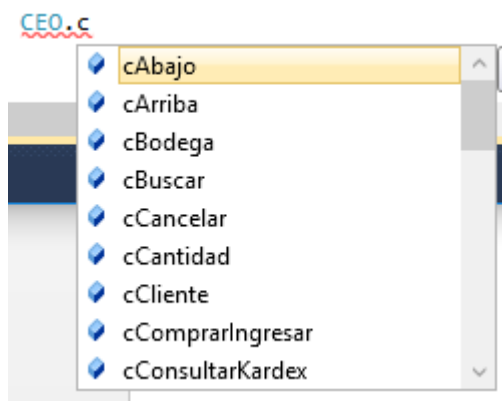 CEO.c
cAbajo
cArriba
cBodega
cBuscar
cCancelar
cCantidad
cCliente
cComprarIngresar
cConsultarKardex